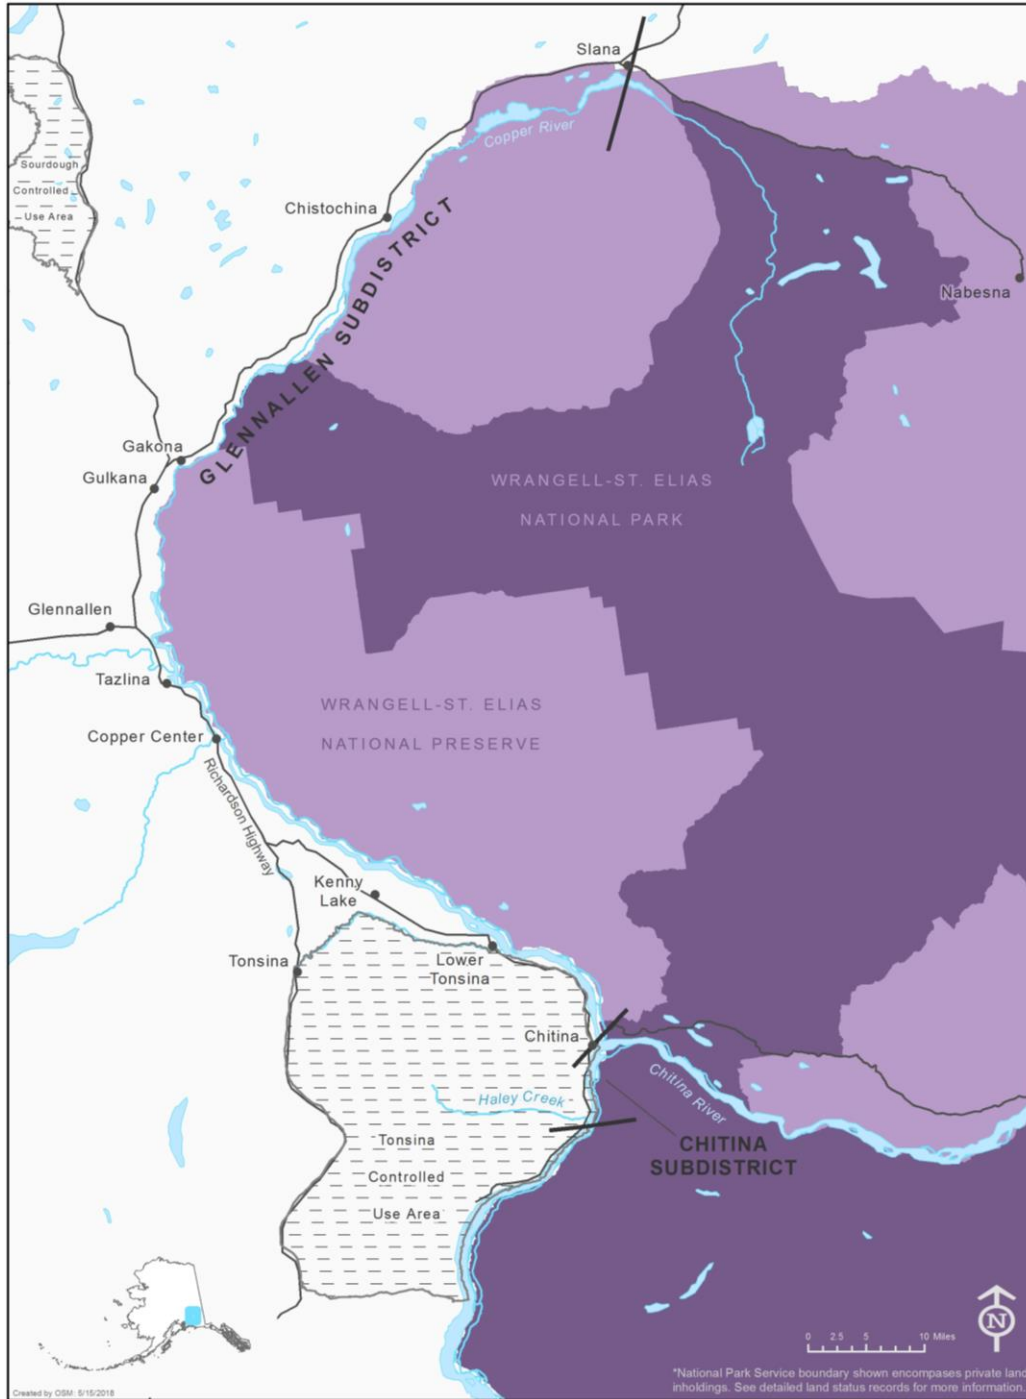 Slana
Copper River
Sourdough
Controlled
Use Area
Chistochina
GLENNALLEN SUBDISTRICT
Nabesna
Gakona
Gulkana
WRANGELL-ST. ELIAS
NATIONAL PARK
Glennallen
Tazlina
WRANGELL-ST. ELIAS
NATIONAL PRESERVE
Copper Center
Richardson Highway
Kenny
Lake
Lower
Tonsina
Tonsina
Chitina
Chitina River
Haley Creek
CHITINA
SUBDISTRICT
Tonsina
Controlled
Use Area
N
0 2.5 5 10 Miles
*National Park Service boundary shown encompasses private land
inholdings. See detailed land status records for more information.
Created by OSM: 5/15/2018